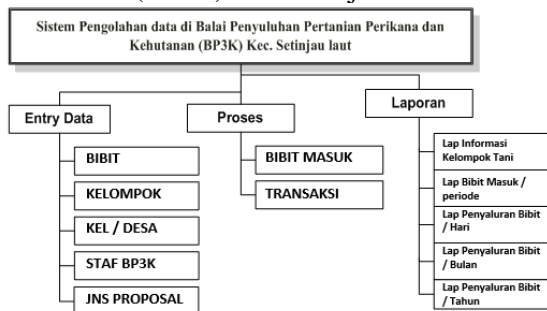 Sistem Pengolahan data di Balai Penyuluhan Pertanian Perikana dan
Kehutanan (BP3K) Kec. Setinjau laut
Entry Data
Proses
Laporan
BIBIT
KELOMPOK
KEL / DESA
STAF BP3K
JNS PROPOSAL
BIBIT MASUK
TRANSAKSI
Lap Informasi
Kelompok Tani
Lap Bibit Masuk /
periode
Lap Penyaluran Bibit
/ Hari
Lap Penyaluran Bibit
/ Bulan
Lap Penyaluran Bibit
/ Tahun